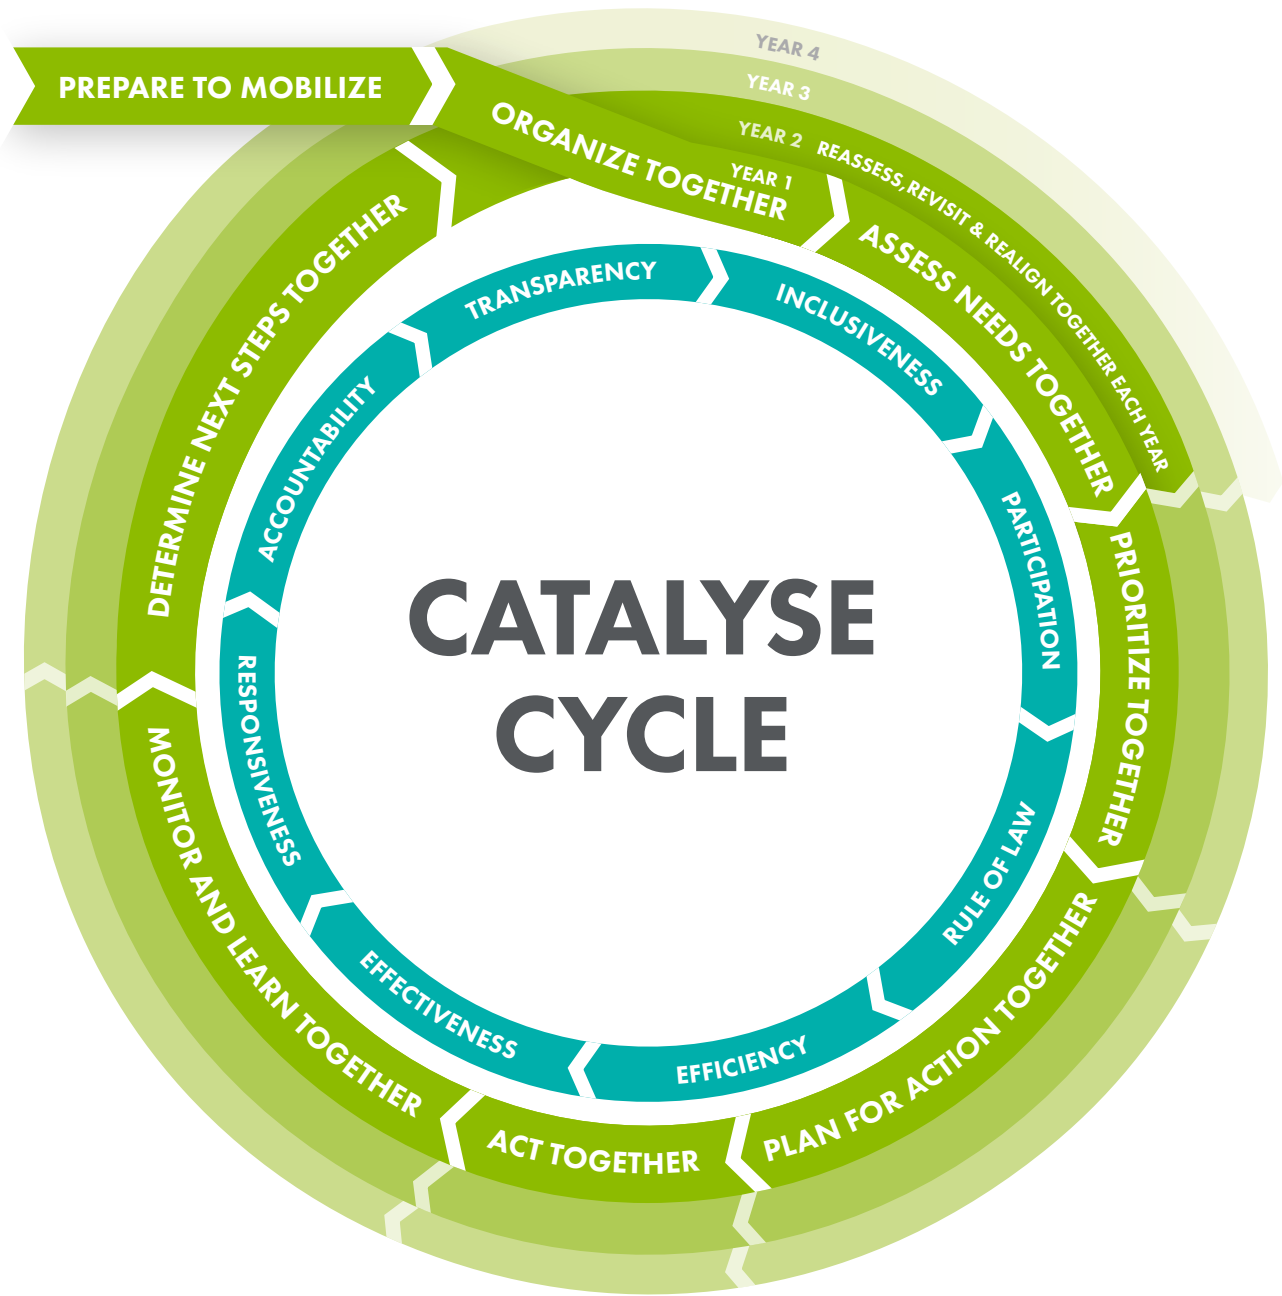 PREPARE TO MOBILIZE
ORGANIZE TOGETHER
YEAR 4
YEAR 3
YEAR 2
YEAR 1
REASSESS, REVISIT & REALIGN TOGETHER EACH YEAR
ASSESS NEEDS TOGETHER
PRIORITIZE TOGETHER
PLAN FOR ACTION TOGETHER
ACT TOGETHER
MONITOR AND LEARN TOGETHER
DETERMINE NEXT STEPS TOGETHER
TRANSPARENCY
INCLUSIVENESS
PARTICIPATION
RULE OF LAW
EFFICIENCY
EFFECTIVENESS
RESPONSIVENESS
ACCOUNTABILITY
CATALYSE
CYCLE